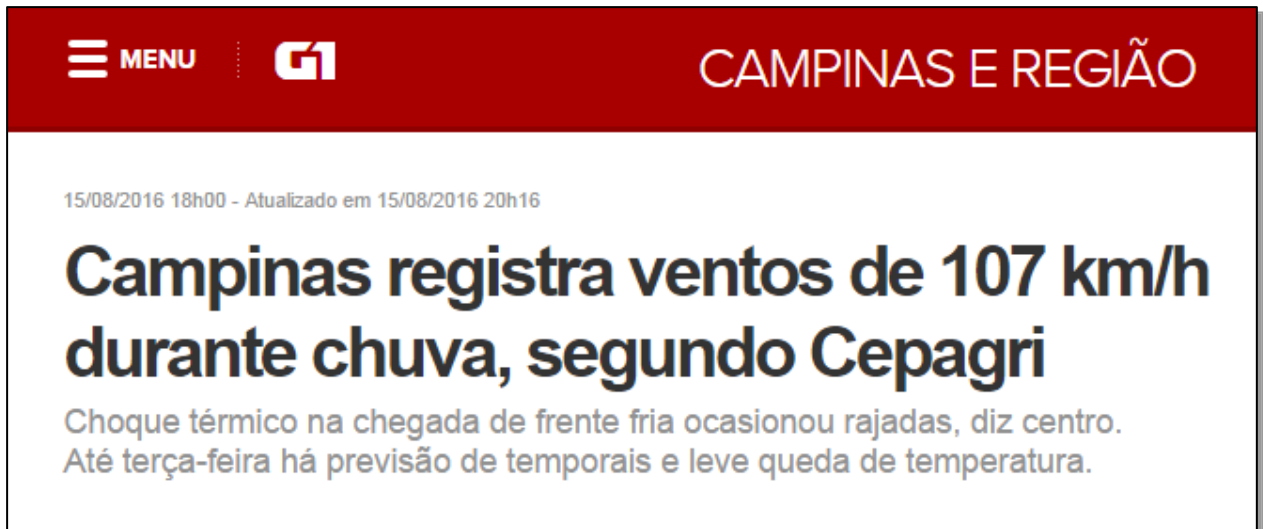 MENU G1 CAMPINAS E REGIÃO
15/08/2016 18h00 - Atualizado em 15/08/2016 20h16
Campinas registra ventos de 107 km/h
durante chuva, segundo Cepagri
Choque térmico na chegada de frente fria ocasionou rajadas, diz centro.
Até terça-feira há previsão de temporais e leve queda de temperatura.